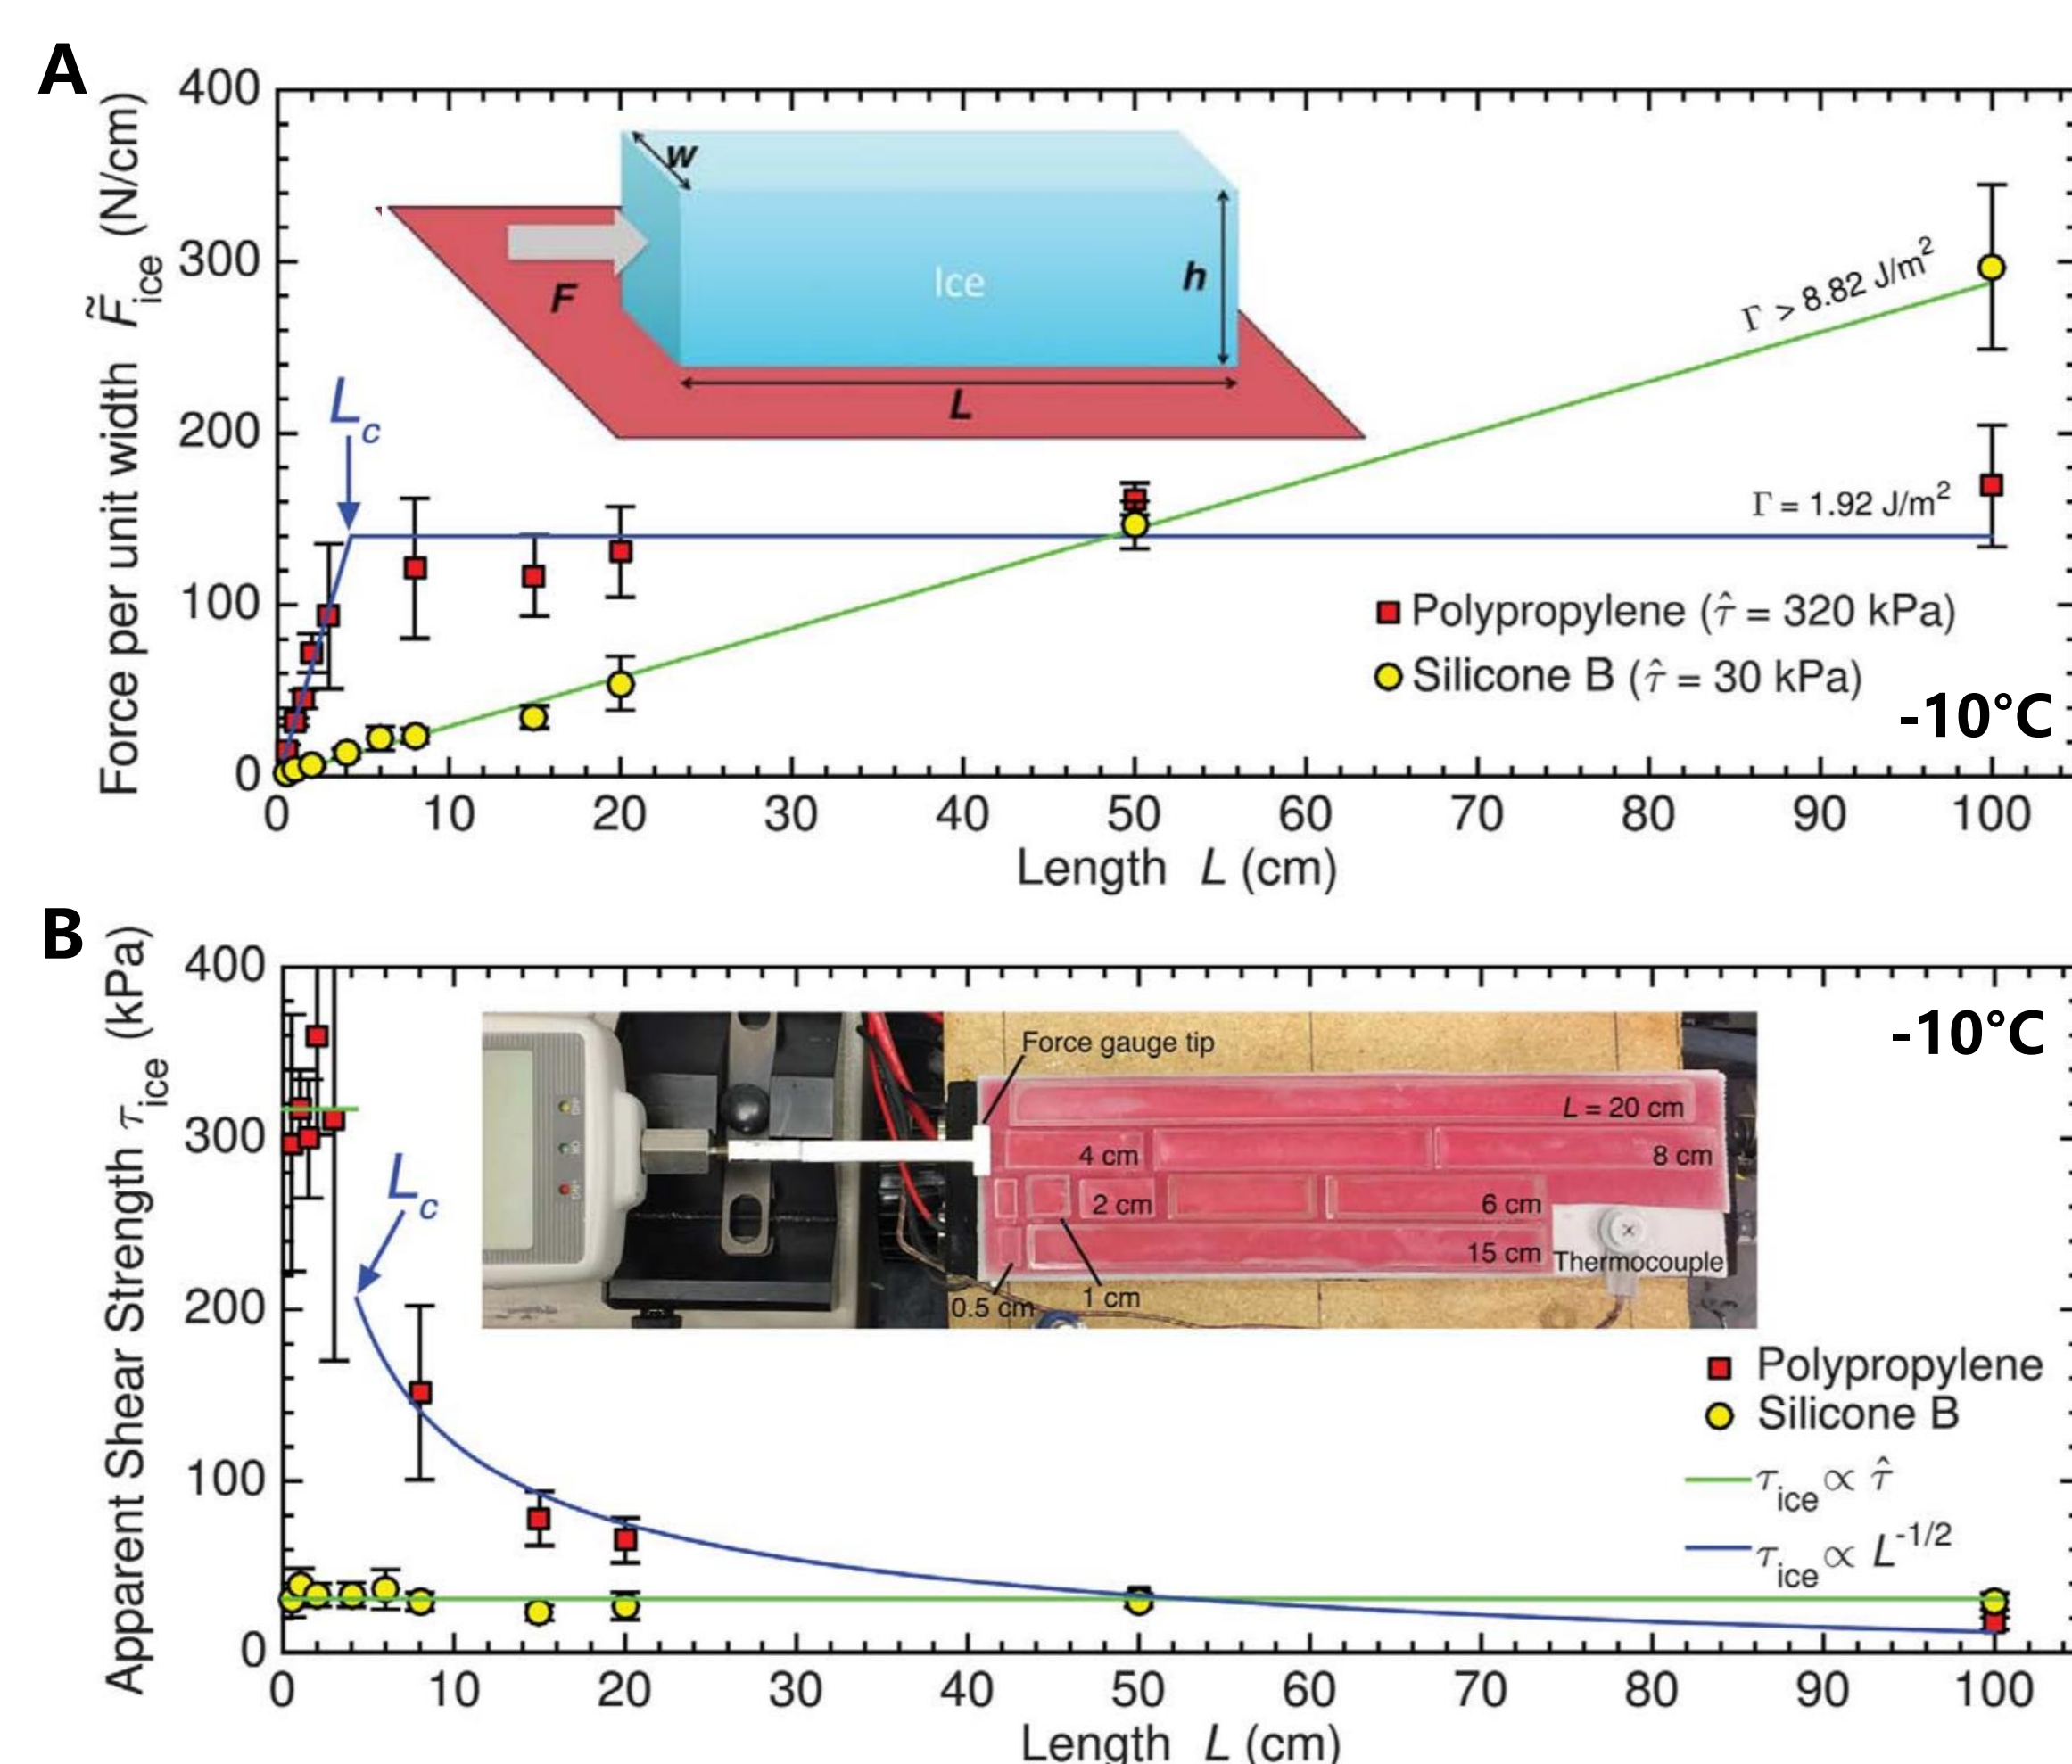 A
Force per unit width F̃ice (N/cm)
400
300
200
100
0
w
F
Ice
h
L
Lc
Γ > 8.82 J/m²
Γ = 1.92 J/m²
Polypropylene (τ̂ = 320 kPa)
Silicone B (τ̂ = 30 kPa)
-10°C
0 10 20 30 40 50 60 70 80 90 100
Length L (cm)
B
Apparent Shear Strength τice (kPa)
400
300
200
100
0
-10°C
Force gauge tip
L = 20 cm
4 cm
8 cm
2 cm
6 cm
15 cm
Thermocouple
0.5 cm
1 cm
Lc
Polypropylene
Silicone B
τice ∝ τ̂
τice ∝ L-1/2
0 10 20 30 40 50 60 70 80 90 100
Length L (cm)